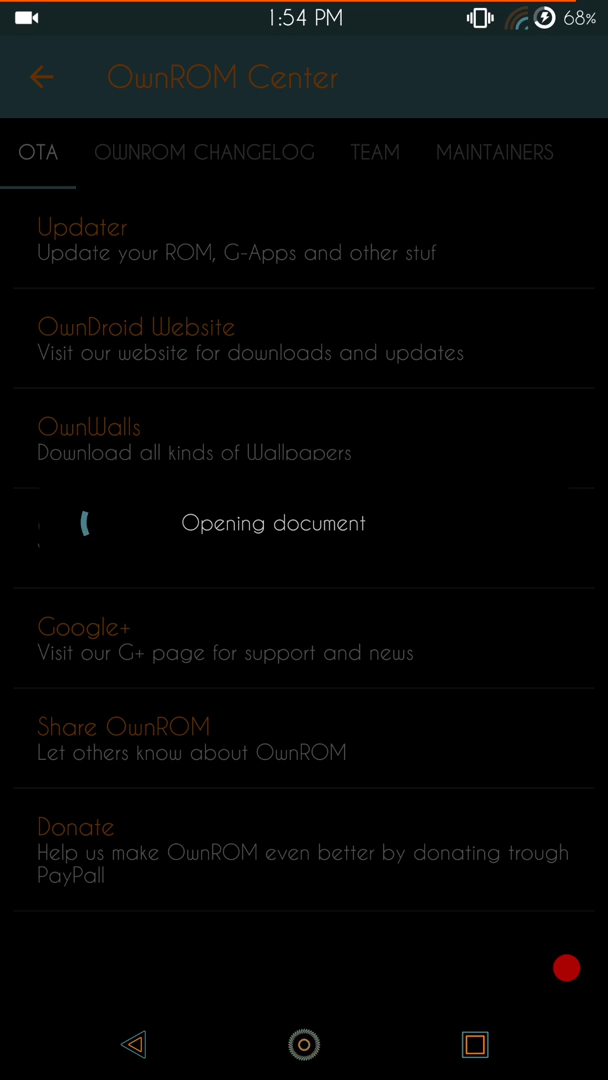 1:54 PM
68%
OwnROM Center
OTA OWNROM CHANGELOG TEAM MAINTAINERS
Updater
Update your ROM, G-Apps and other stuf
OwnDroid Website
Visit our website for downloads and updates
OwnWalls
Download all kinds of Wallpapers
Opening document
Google+
Visit our G+ page for support and news
Share OwnROM
Let others know about OwnROM
Donate
Help us make OwnROM even better by donating trough
PayPall